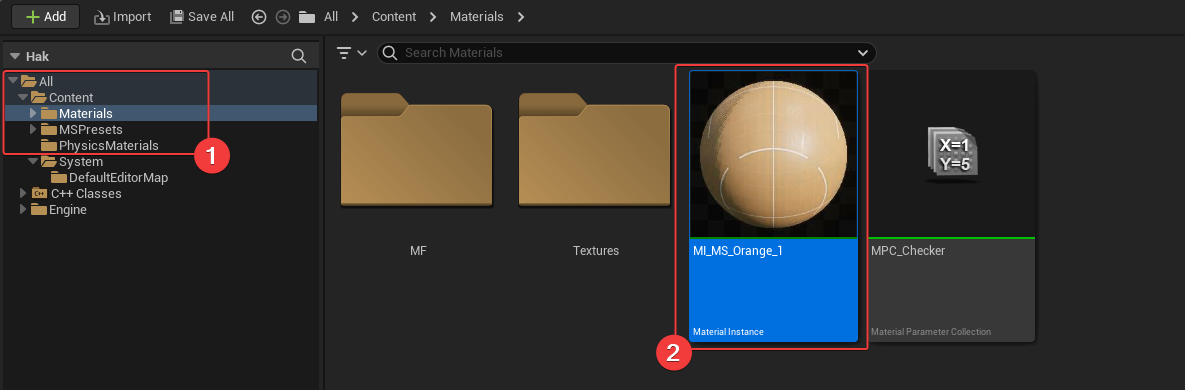 Add Import Save All All Content Materials
Hak
Search Materials
All
Content
Materials
MSPresets
PhysicsMaterials
System
DefaultEditorMap
C++ Classes
Engine
1
MF
Textures
X=1
Y=5
MI_MS_Orange_1
Material Instance
MPC_Checker
Material Parameter Collection
2